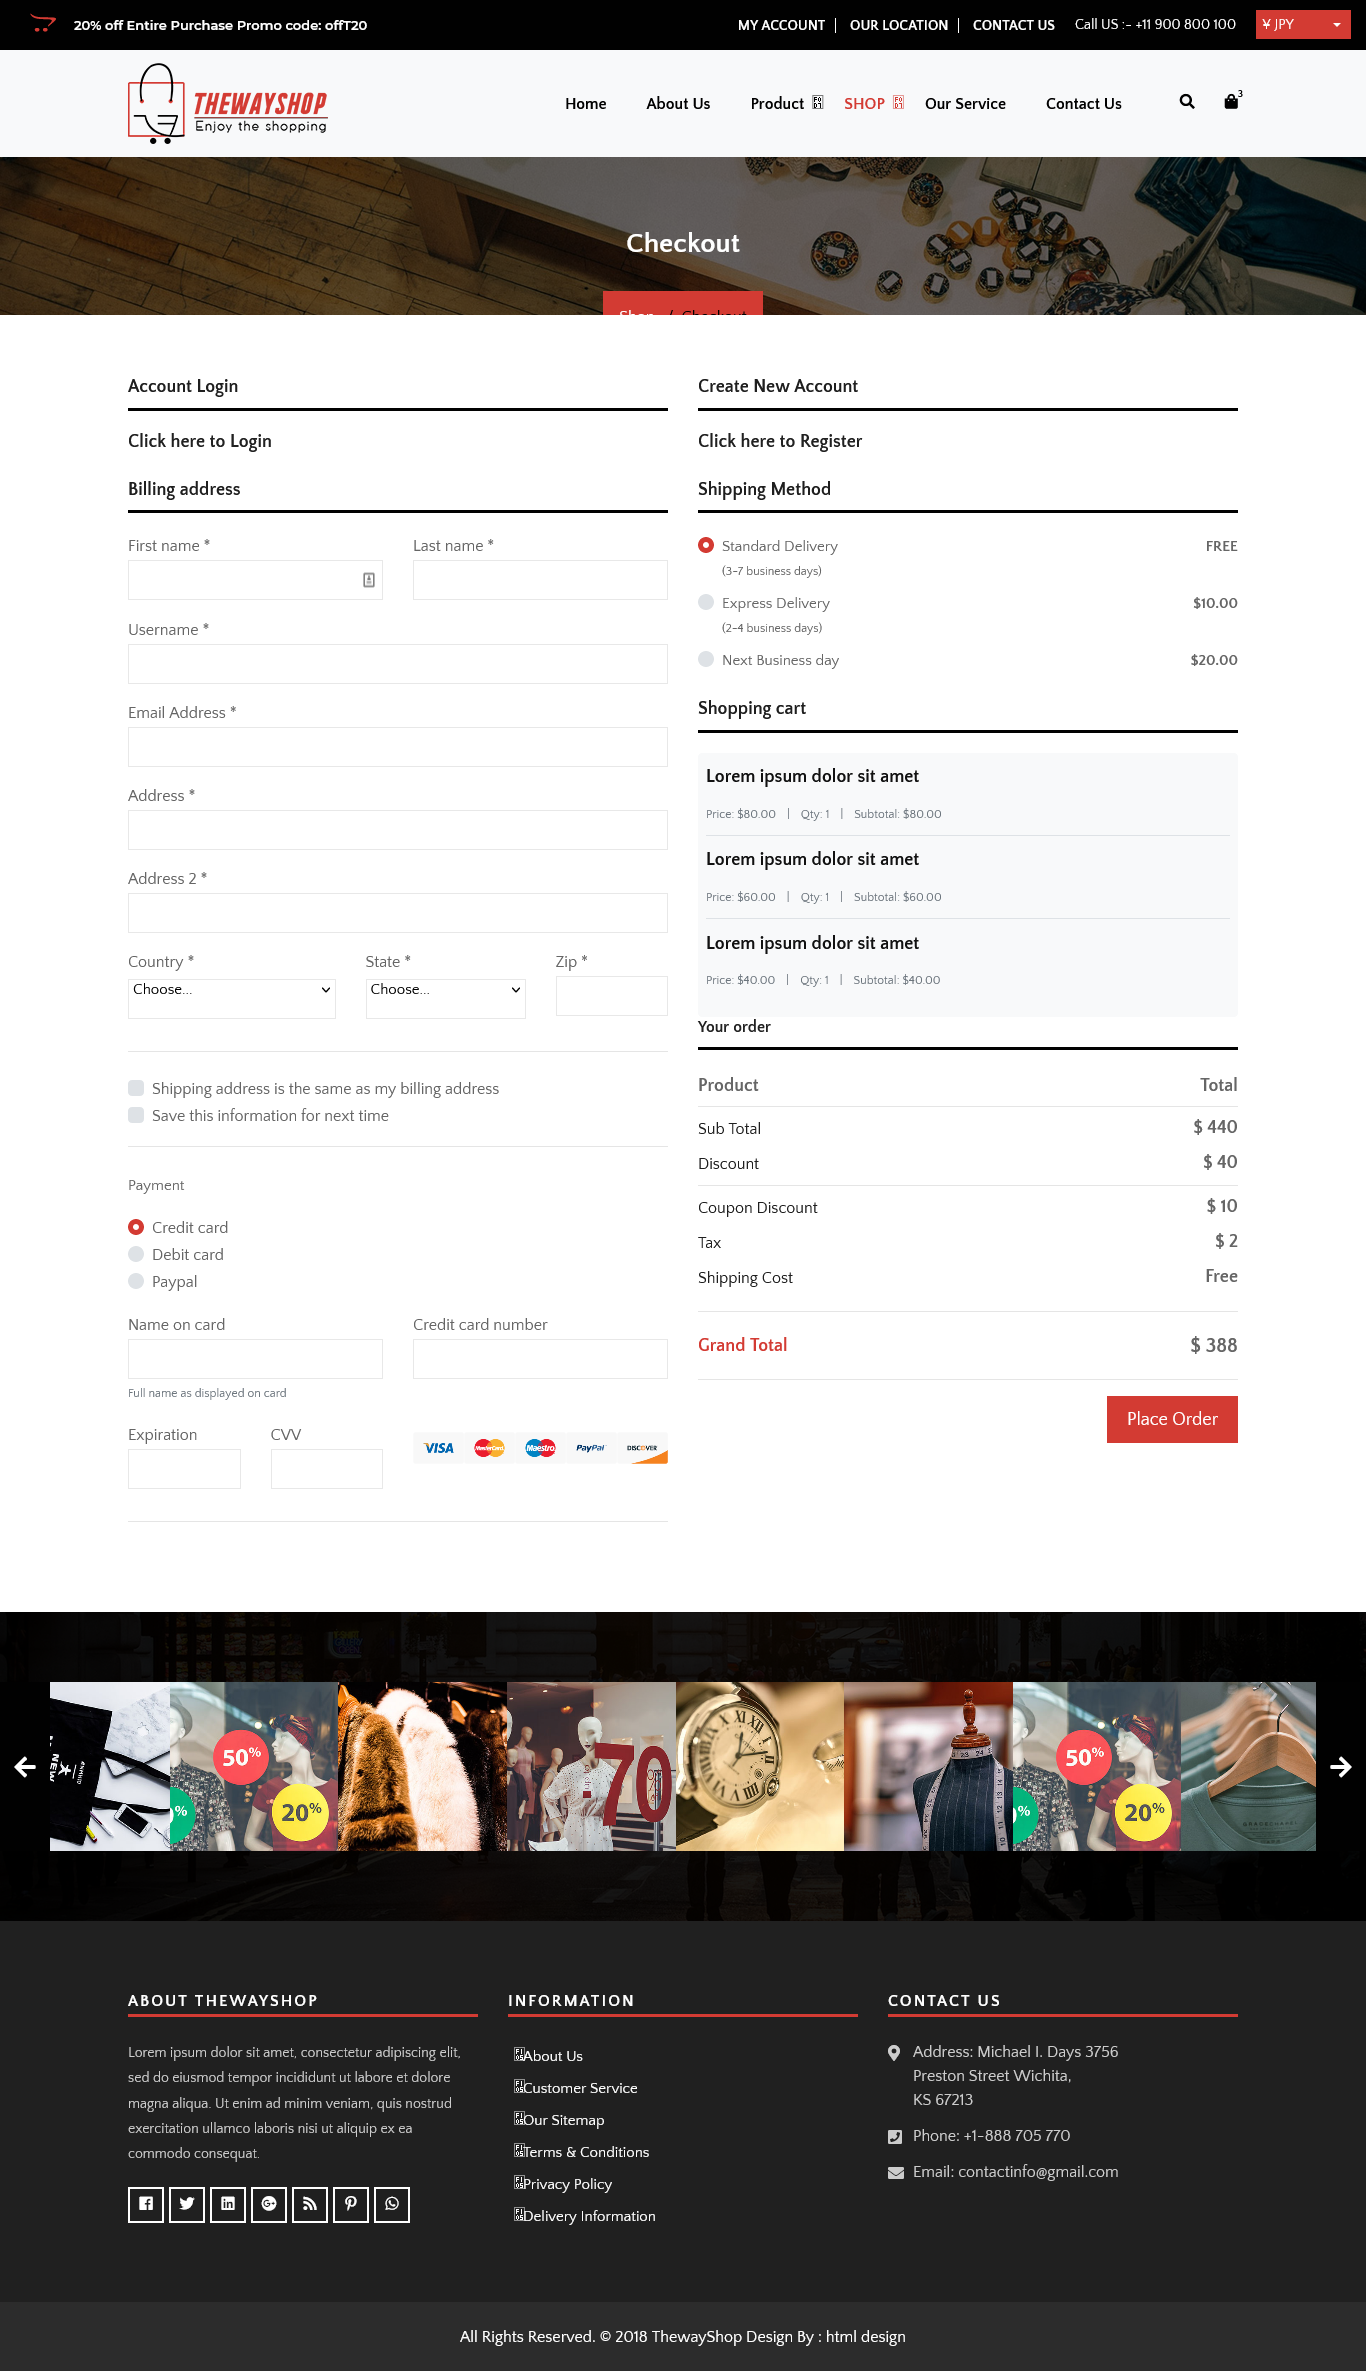 20% off Entire Purchase Promo code: offT20
MY ACCOUNT
OUR LOCATION
CONTACT US
Call US :- +11 900 800 100
¥ JPY
THEWAYSHOP
Enjoy the shopping
Home
About Us
Product
SHOP
Our Service
Contact Us
3
Checkout
Shop / Checkout
Account Login
Click here to Login
Billing address
First name *
Last name *
Username *
Email Address *
Address *
Address 2 *
Country *
State *
Zip *
Choose...
Choose...
Shipping address is the same as my billing address
Save this information for next time
Payment
Credit card
Debit card
Paypal
Name on card
Credit card number
Full name as displayed on card
Expiration
CVV
VISA
MasterCard
Maestro
PayPal
DISCOVER
Create New Account
Click here to Register
Shipping Method
Standard Delivery FREE
(3-7 business days)
Express Delivery $10.00
(2-4 business days)
Next Business day $20.00
Shopping cart
Lorem ipsum dolor sit amet
Price: $80.00 | Qty: 1 | Subtotal: $80.00
Lorem ipsum dolor sit amet
Price: $60.00 | Qty: 1 | Subtotal: $60.00
Lorem ipsum dolor sit amet
Price: $40.00 | Qty: 1 | Subtotal: $40.00
Your order
Product Total
Sub Total $ 440
Discount $ 40
Coupon Discount $ 10
Tax $ 2
Shipping Cost Free
Grand Total $ 388
Place Order
NEW
50%
0%
20%
70
50%
0%
20%
ABOUT THEWAYSHOP
Lorem ipsum dolor sit amet, consectetur adipiscing elit,
sed do eiusmod tempor incididunt ut labore et dolore
magna aliqua. Ut enim ad minim veniam, quis nostrud
exercitation ullamco laboris nisi ut aliquip ex ea
commodo consequat.
INFORMATION
About Us
Customer Service
Our Sitemap
Terms & Conditions
Privacy Policy
Delivery Information
CONTACT US
Address: Michael I. Days 3756
Preston Street Wichita,
KS 67213
Phone: +1-888 705 770
Email: contactinfo@gmail.com
All Rights Reserved. © 2018 ThewayShop Design By : html design